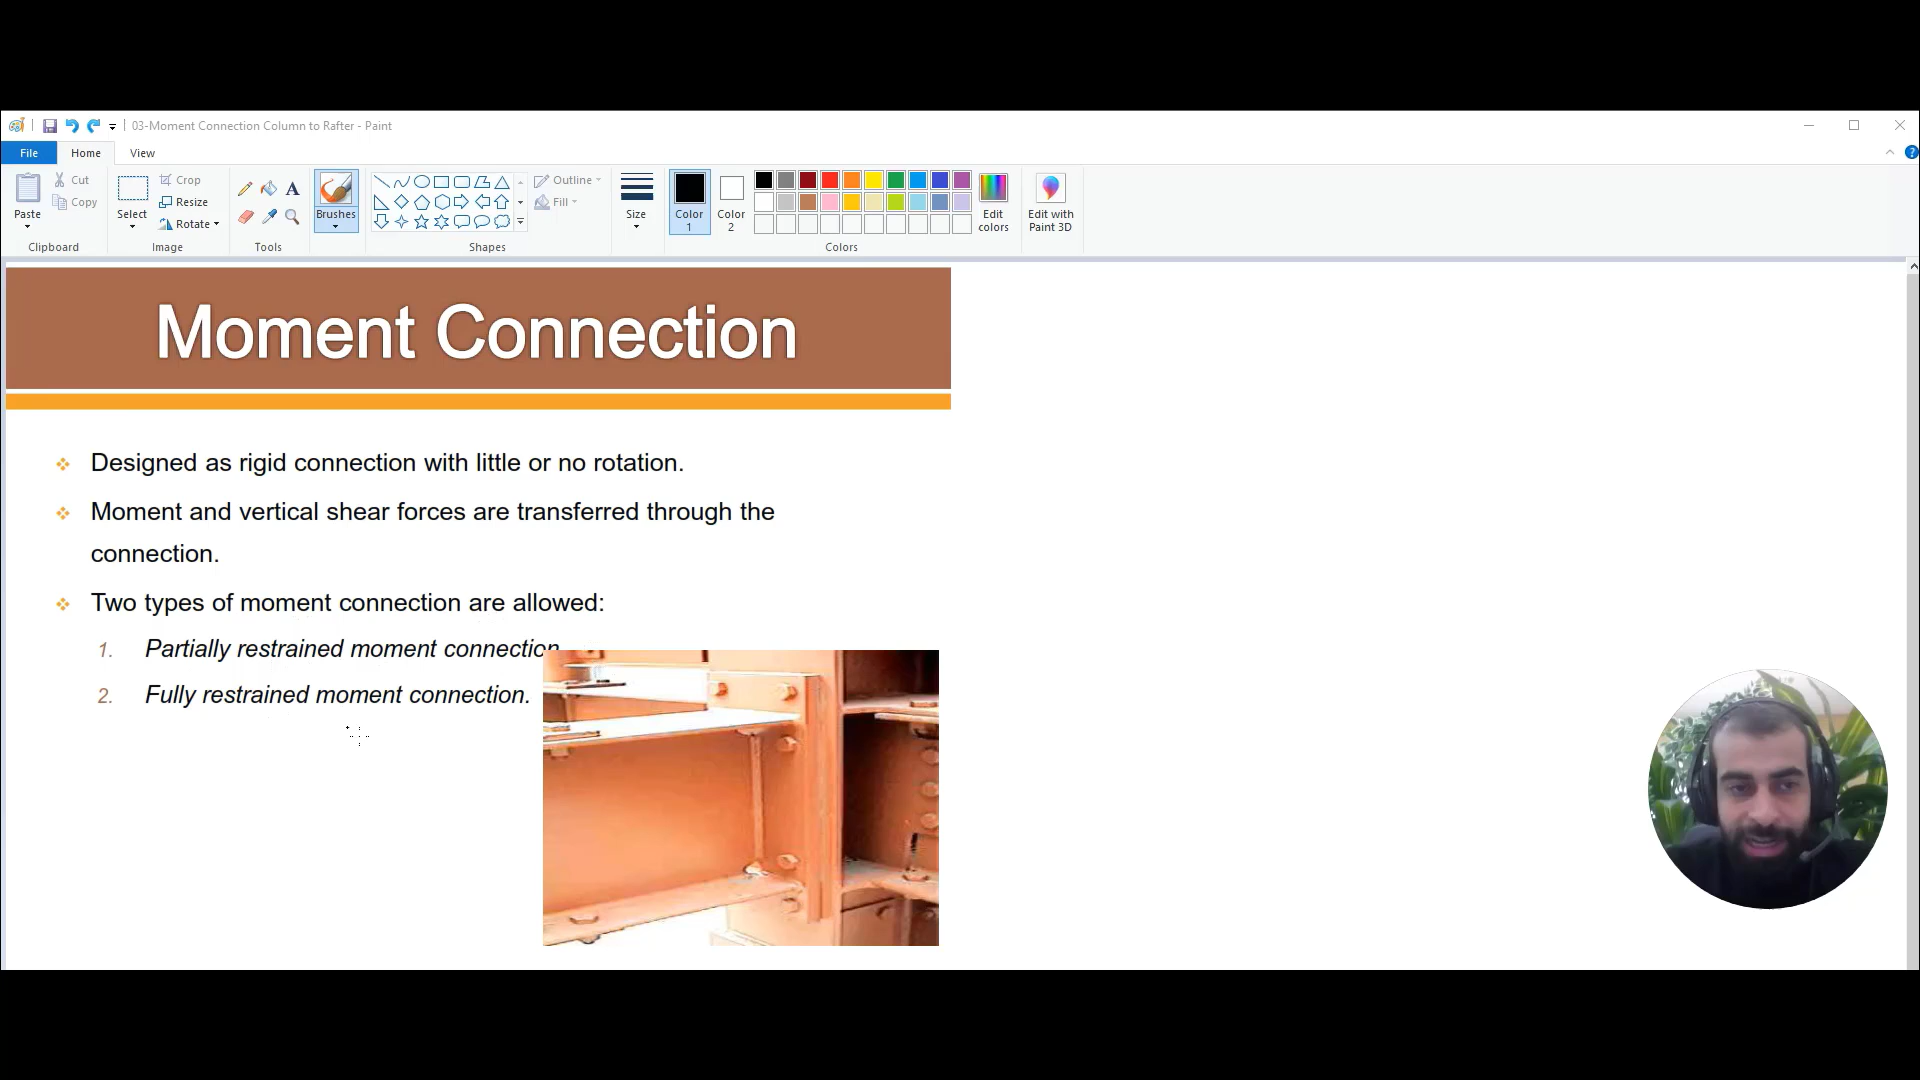 03-Moment Connection Column to Rafter - Paint
File Home View
Paste
Cut
Copy
Clipboard
Select
Crop
Resize
Rotate
Image
Tools
Brushes
Shapes
Outline
Fill
Size
Color 1
Color 2
Edit colors
Colors
Edit with Paint 3D
Moment Connection
Designed as rigid connection with little or no rotation.
Moment and vertical shear forces are transferred through the
connection.
Two types of moment connection are allowed:
1. Partially restrained moment connection
2. Fully restrained moment connection.